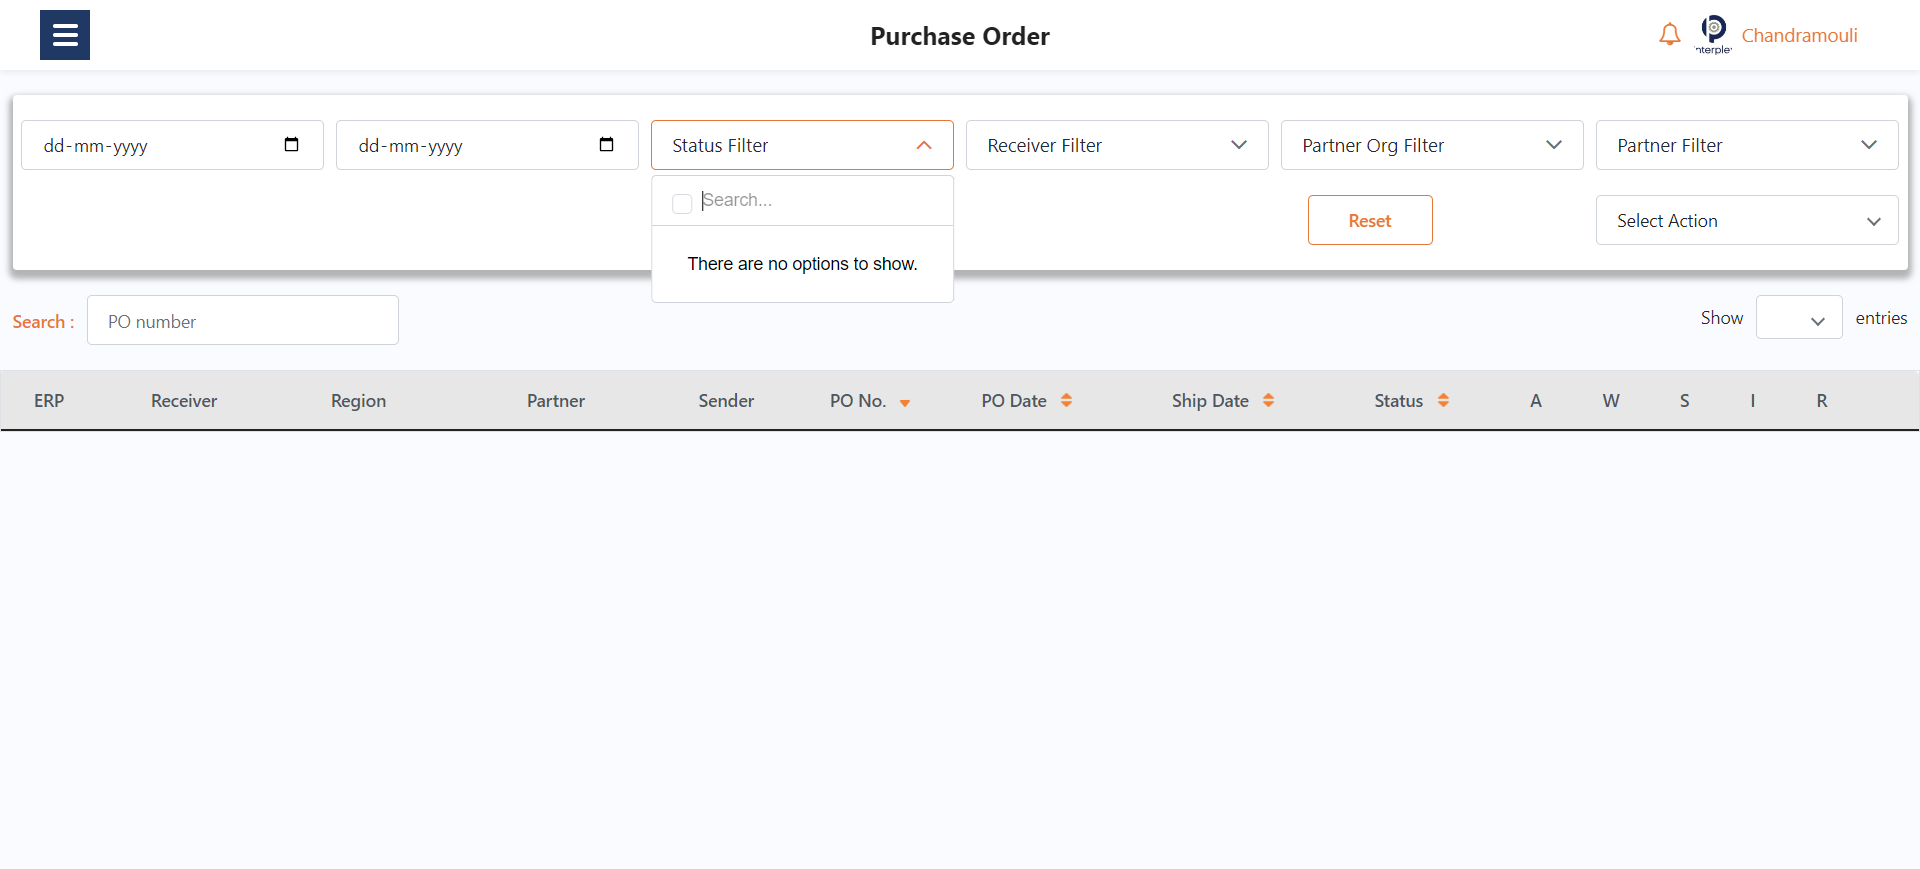 Purchase Order
Chandramouli
dd-mm-yyyy
dd-mm-yyyy
Status Filter
Receiver Filter
Partner Org Filter
Partner Filter
Search...
There are no options to show.
Reset
Select Action
Search :
PO number
Show
entries
ERP
Receiver
Region
Partner
Sender
PO No.
PO Date
Ship Date
Status
A
W
S
I
R